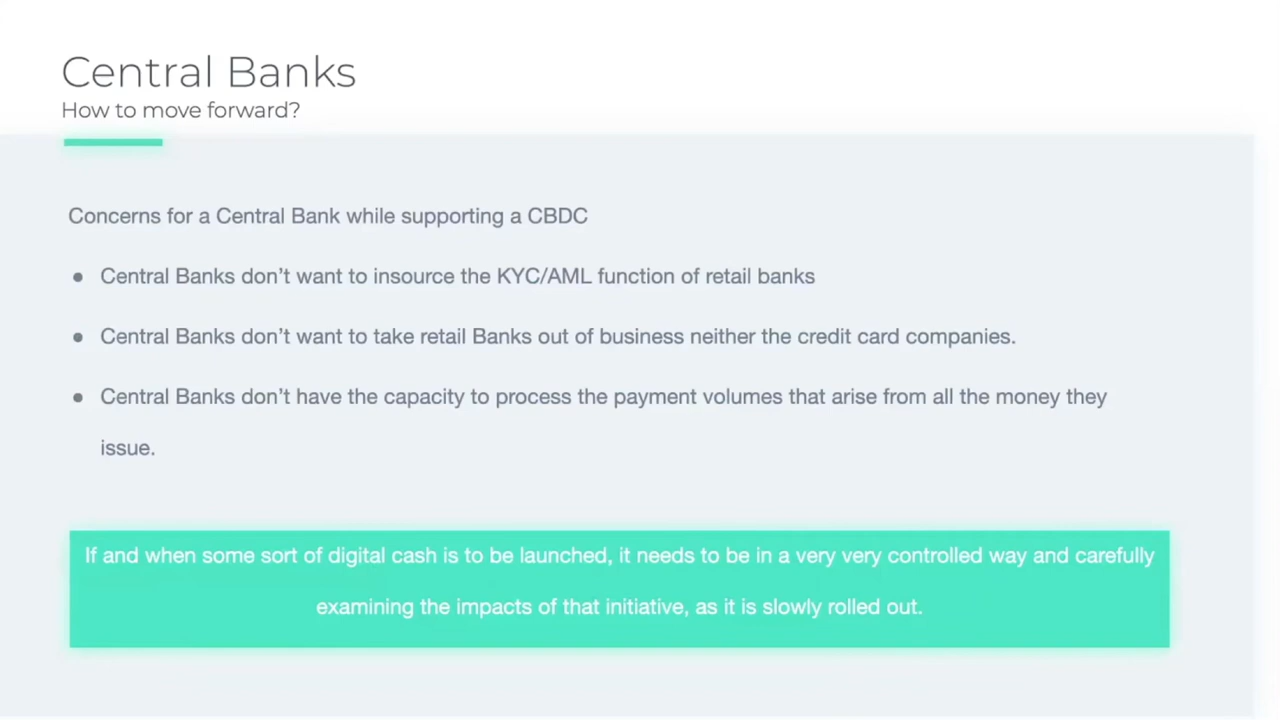 Central Banks
How to move forward?
Concerns for a Central Bank while supporting a CBDC
● Central Banks don’t want to insource the KYC/AML function of retail banks
● Central Banks don’t want to take retail Banks out of business neither the credit card companies.
● Central Banks don’t have the capacity to process the payment volumes that arise from all the money they
issue.
If and when some sort of digital cash is to be launched, it needs to be in a very very controlled way and carefully
examining the impacts of that initiative, as it is slowly rolled out.